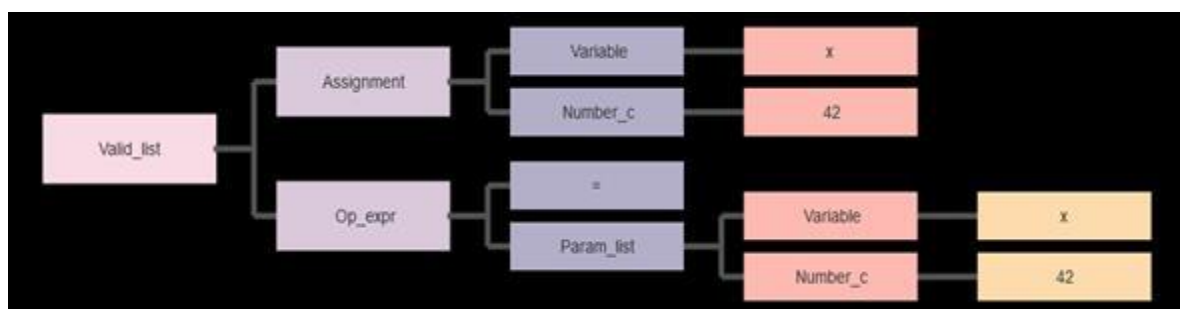 Valid_list
Assignment
Variable
x
Number_c
42
Op_expr
=
Param_list
Variable
x
Number_c
42